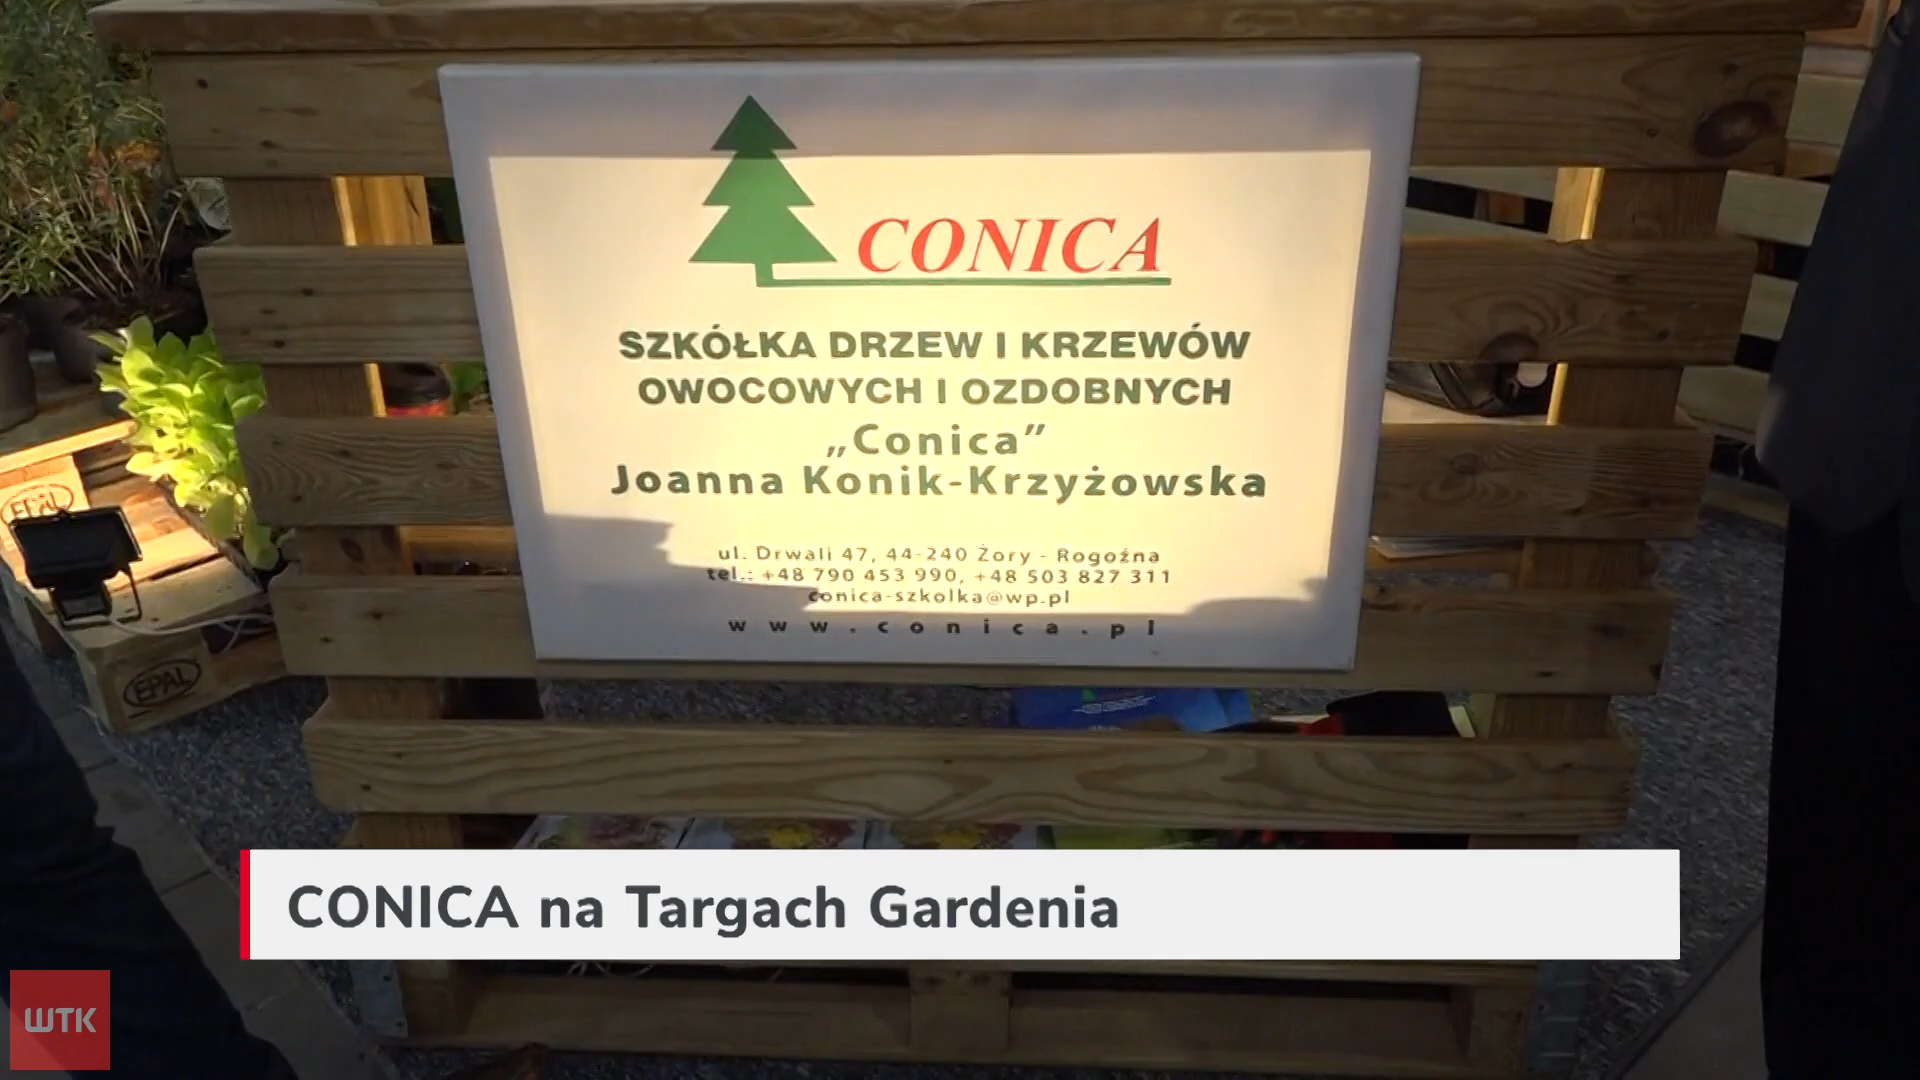 CONICA
SZKÓŁKA DRZEW I KRZEWÓW
OWOCOWYCH I OZDOBNYCH
„Conica”
Joanna Konik-Krzyżowska
ul. Drwali 47, 44-240 Żory - Rogoźna
tel.: +48 790 453 990, +48 503 827 311
conica-szkolka@wp.pl
www.conica.pl
EPAL
EPAL
CONICA na Targach Gardenia
WTK